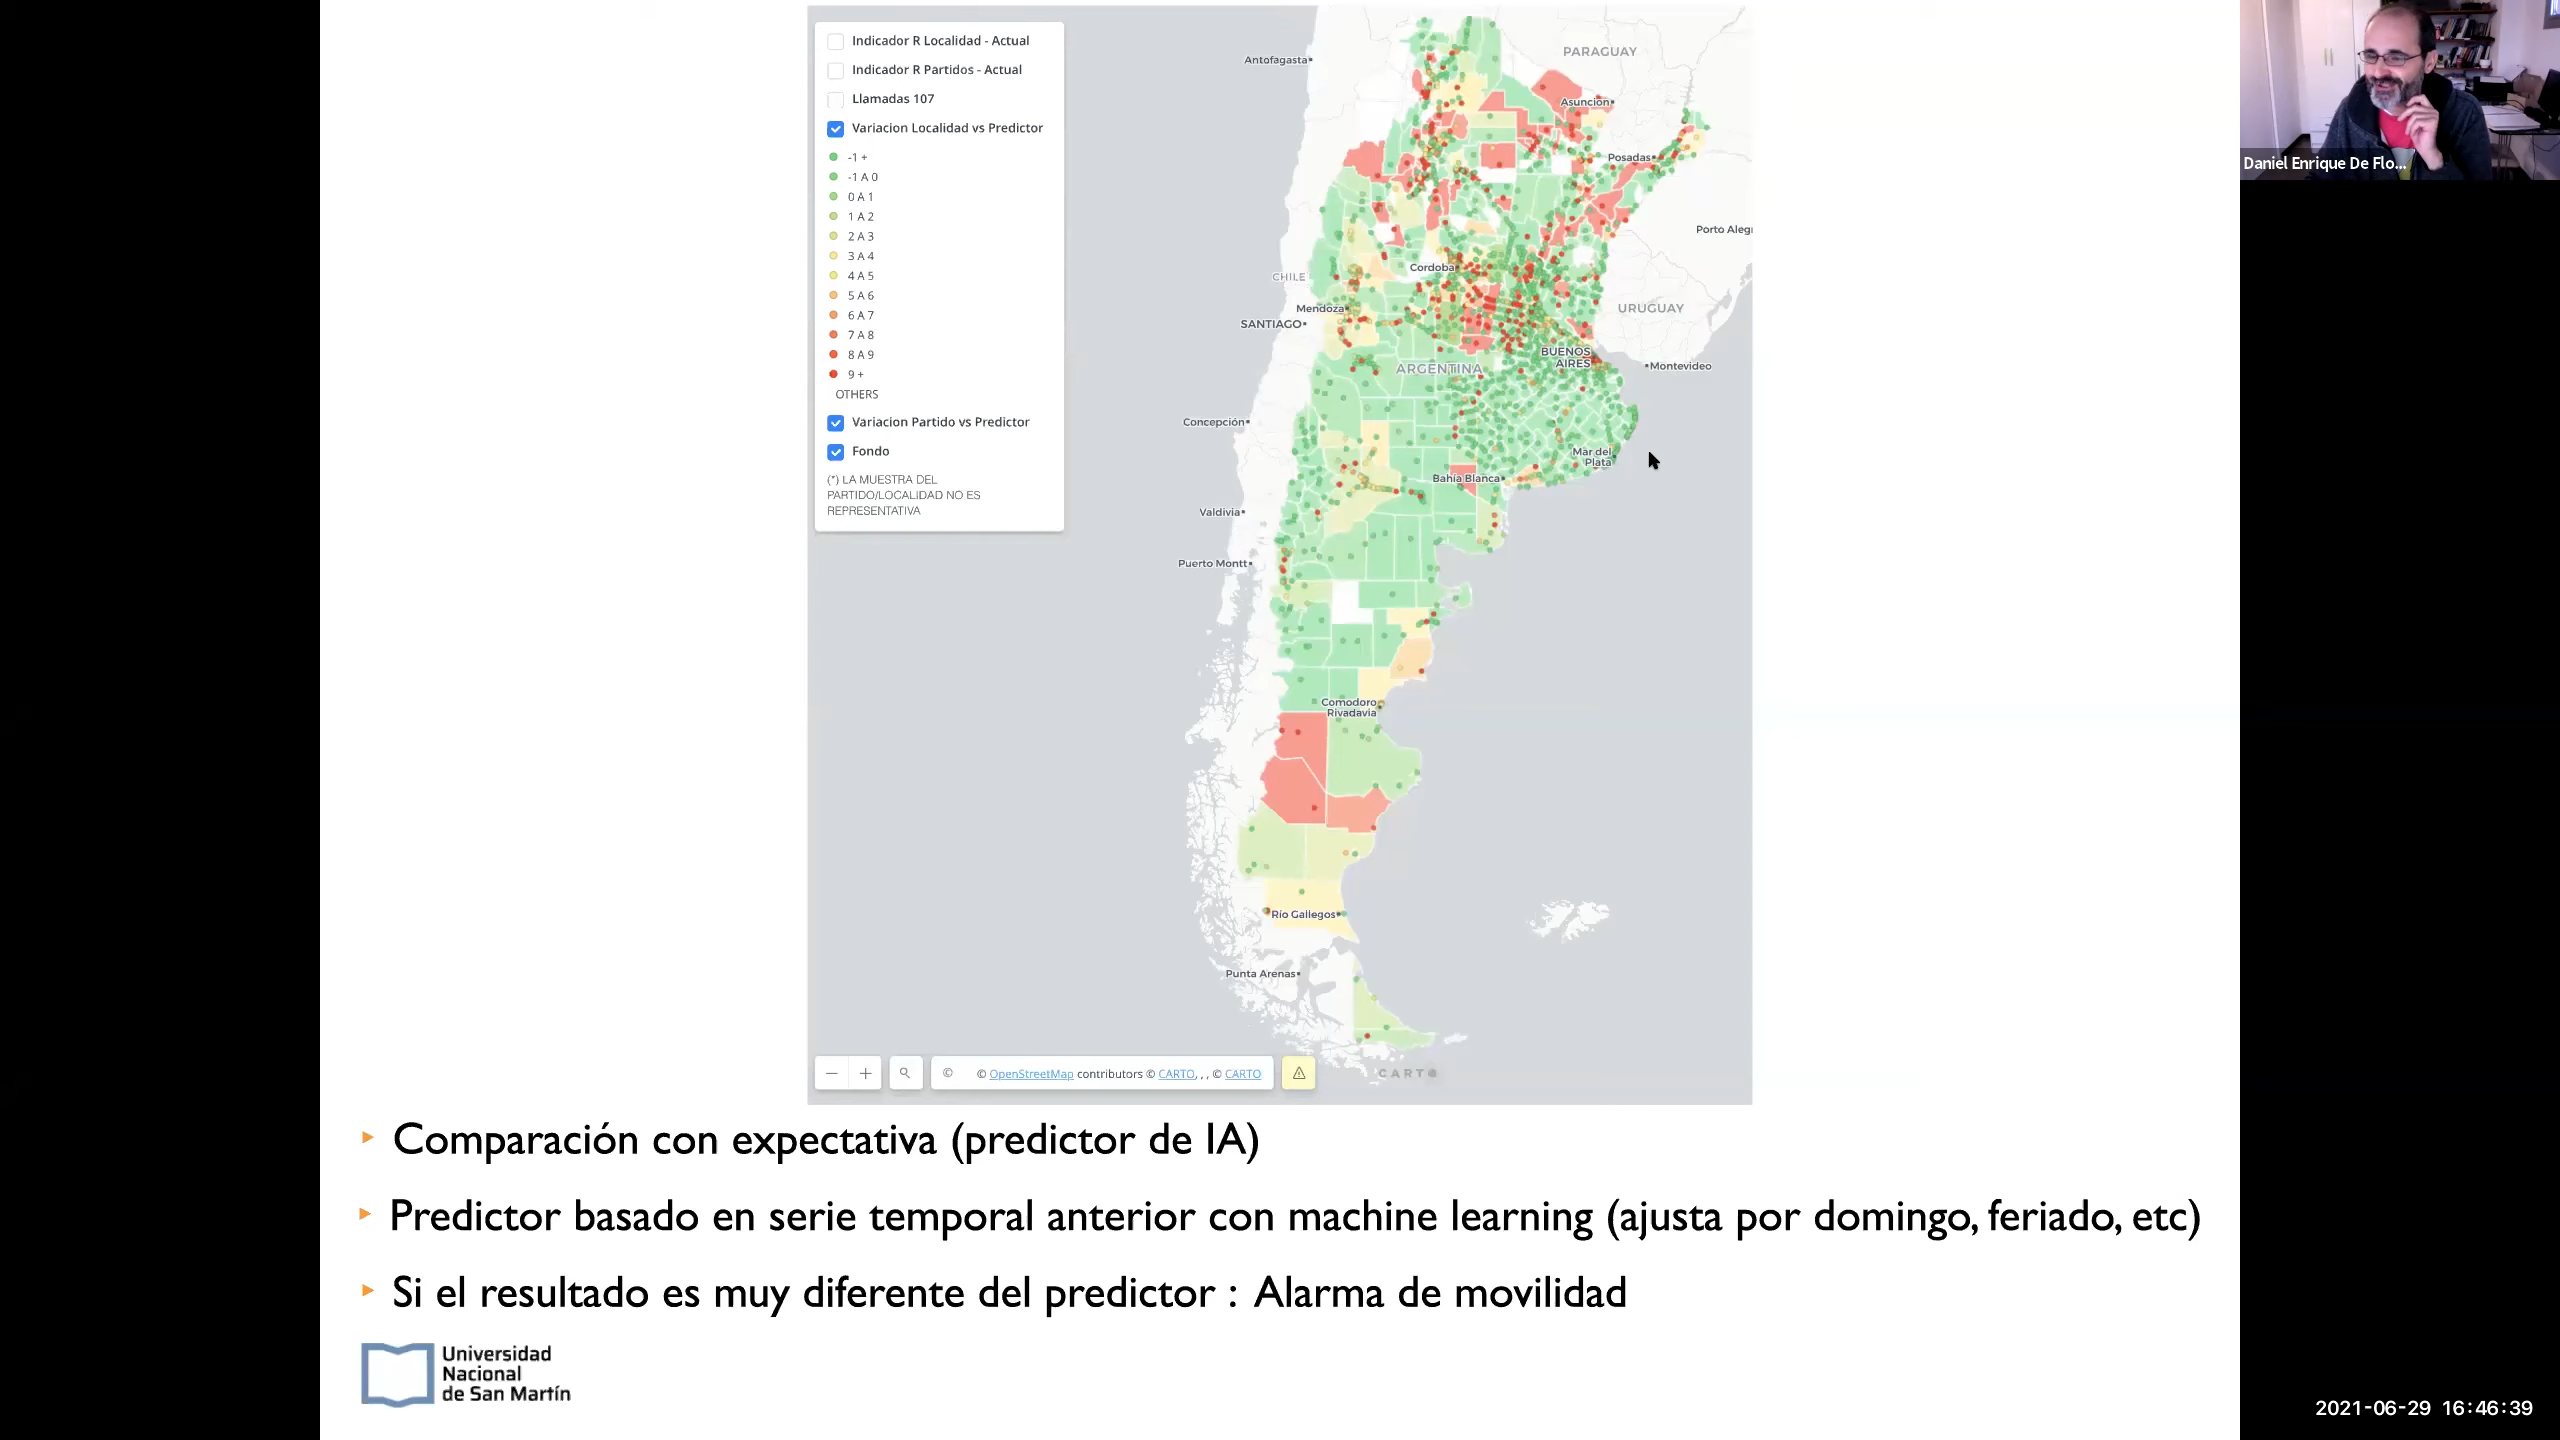 Indicador R Localidad - Actual
Indicador R Partidos - Actual
Llamadas 107
Variacion Localidad vs Predictor
-1 +
-1 A 0
0 A 1
1 A 2
2 A 3
3 A 4
4 A 5
5 A 6
6 A 7
7 A 8
8 A 9
9 +
OTHERS
Variacion Partido vs Predictor
Fondo
(*) LA MUESTRA DEL
PARTIDO/LOCALIDAD NO ES
REPRESENTATIVA
PARAGUAY
Antofagasta
Asuncion
Posadas
Porto Aleg
Cordoba
CHILE
Mendoza
URUGUAY
SANTIAGO
BUENOS
AIRES
Montevideo
ARGENTINA
Concepción
Mar del
Plata
Bahía Blanca
Valdivia
Puerto Montt
Comodoro
Rivadavia
Río Gallegos
Punta Arenas
© © OpenStreetMap contributors © CARTO, , , © CARTO
CARTO
Daniel Enrique De Flo...
Comparación con expectativa (predictor de IA)
Predictor basado en serie temporal anterior con machine learning (ajusta por domingo, feriado, etc)
Si el resultado es muy diferente del predictor : Alarma de movilidad
Universidad
Nacional
de San Martín
2021-06-29 16:46:39